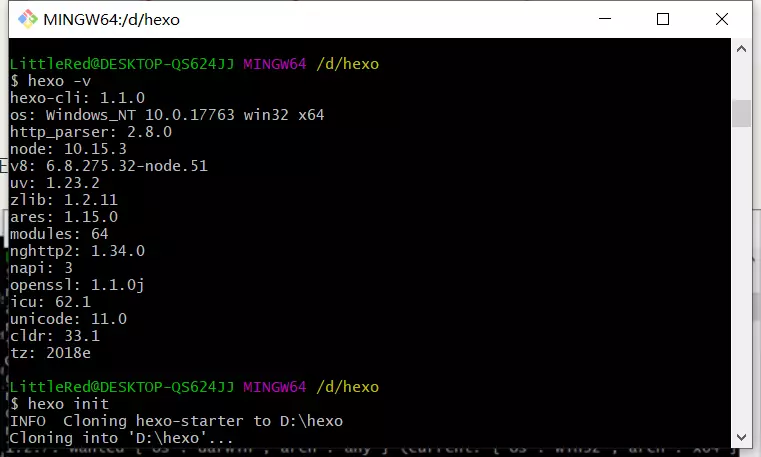 MINGW64:/d/hexo
LittleRed@DESKTOP-QS624JJ MINGW64 /d/hexo
$ hexo -v
hexo-cli: 1.1.0
os: Windows_NT 10.0.17763 win32 x64
http_parser: 2.8.0
node: 10.15.3
v8: 6.8.275.32-node.51
uv: 1.23.2
zlib: 1.2.11
ares: 1.15.0
modules: 64
nghttp2: 1.34.0
napi: 3
openssl: 1.1.0j
icu: 62.1
unicode: 11.0
cldr: 33.1
tz: 2018e
LittleRed@DESKTOP-QS624JJ MINGW64 /d/hexo
$ hexo init
INFO  Cloning hexo-starter to D:\hexo
Cloning into 'D:\hexo'...